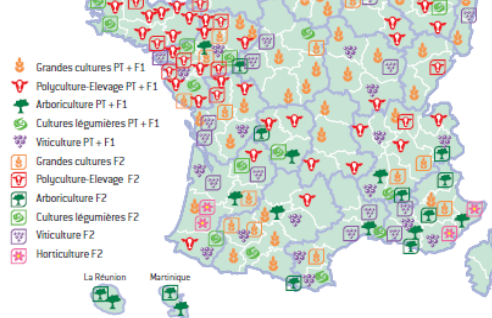 Grandes cultures PT + F1
Polyculture-Elevage PT + F1
Arboriculture PT + F1
Cultures légumières PT + F1
Viticulture PT + F1
Grandes cultures F2
Polyculture-Elevage F2
Arboriculture F2
Cultures légumières F2
Viticulture F2
Horticulture F2
La Réunion
Martinique